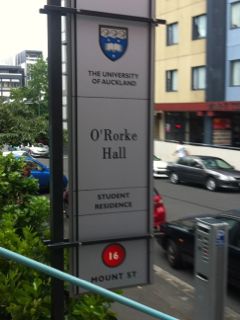 THE UNIVERSITY
OF AUCKLAND
O'Rorke
Hall
STUDENT
RESIDENCE
16
MOUNT ST